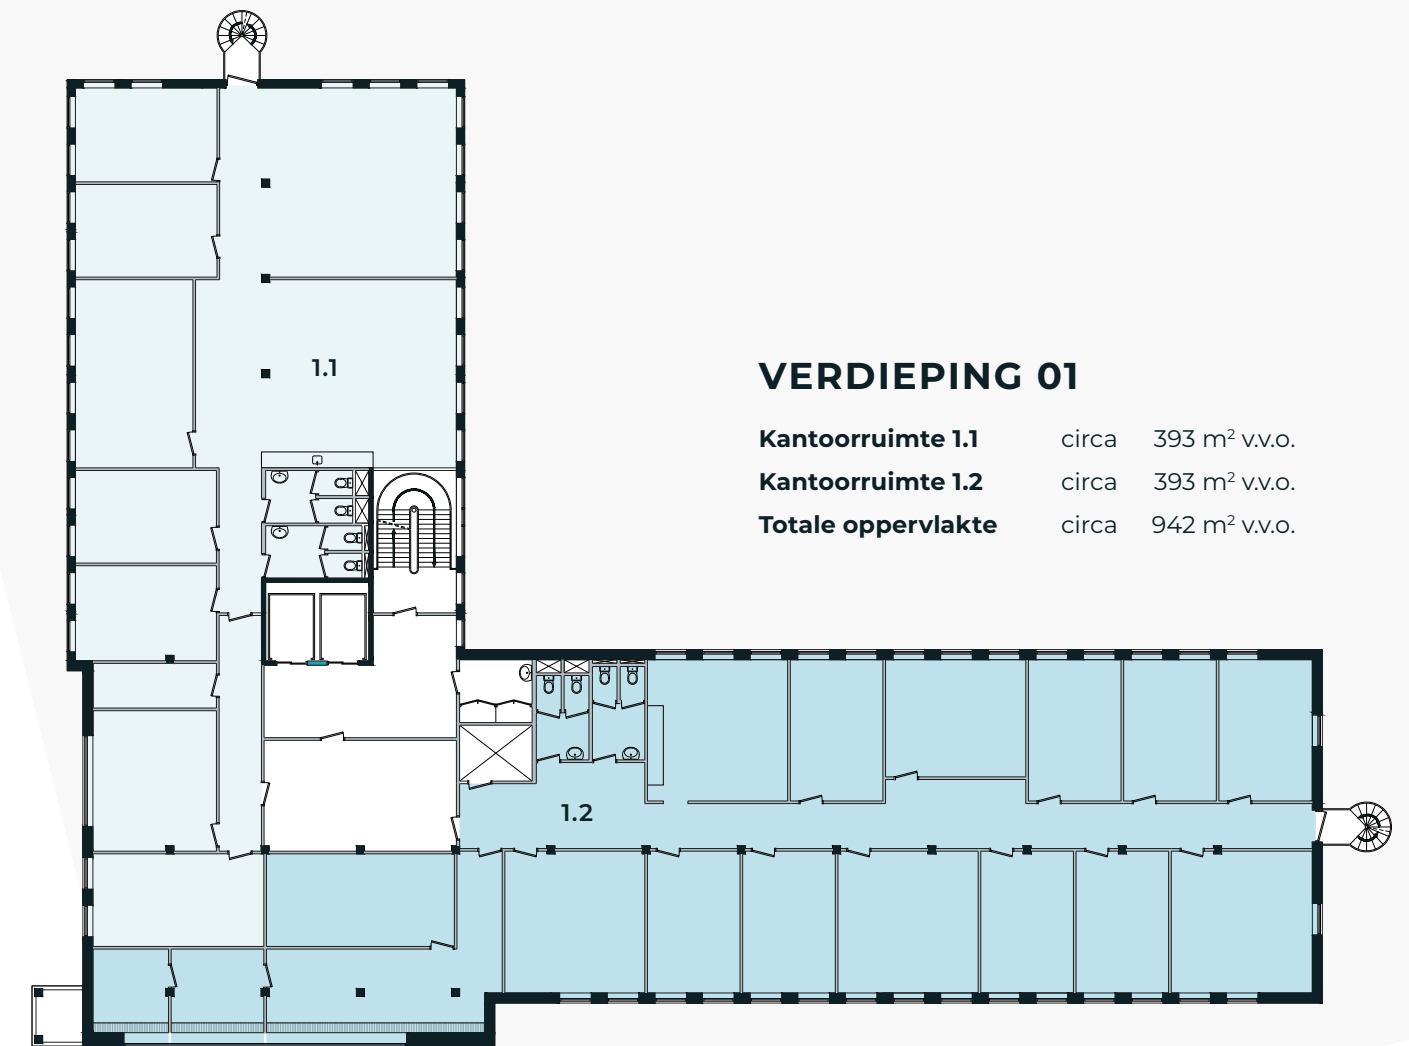 1.1
VERDIEPING 01
Kantoorruimte 1.1 circa 393 m² v.v.o.
Kantoorruimte 1.2 circa 393 m² v.v.o.
Totale oppervlakte circa 942 m² v.v.o.
1.2